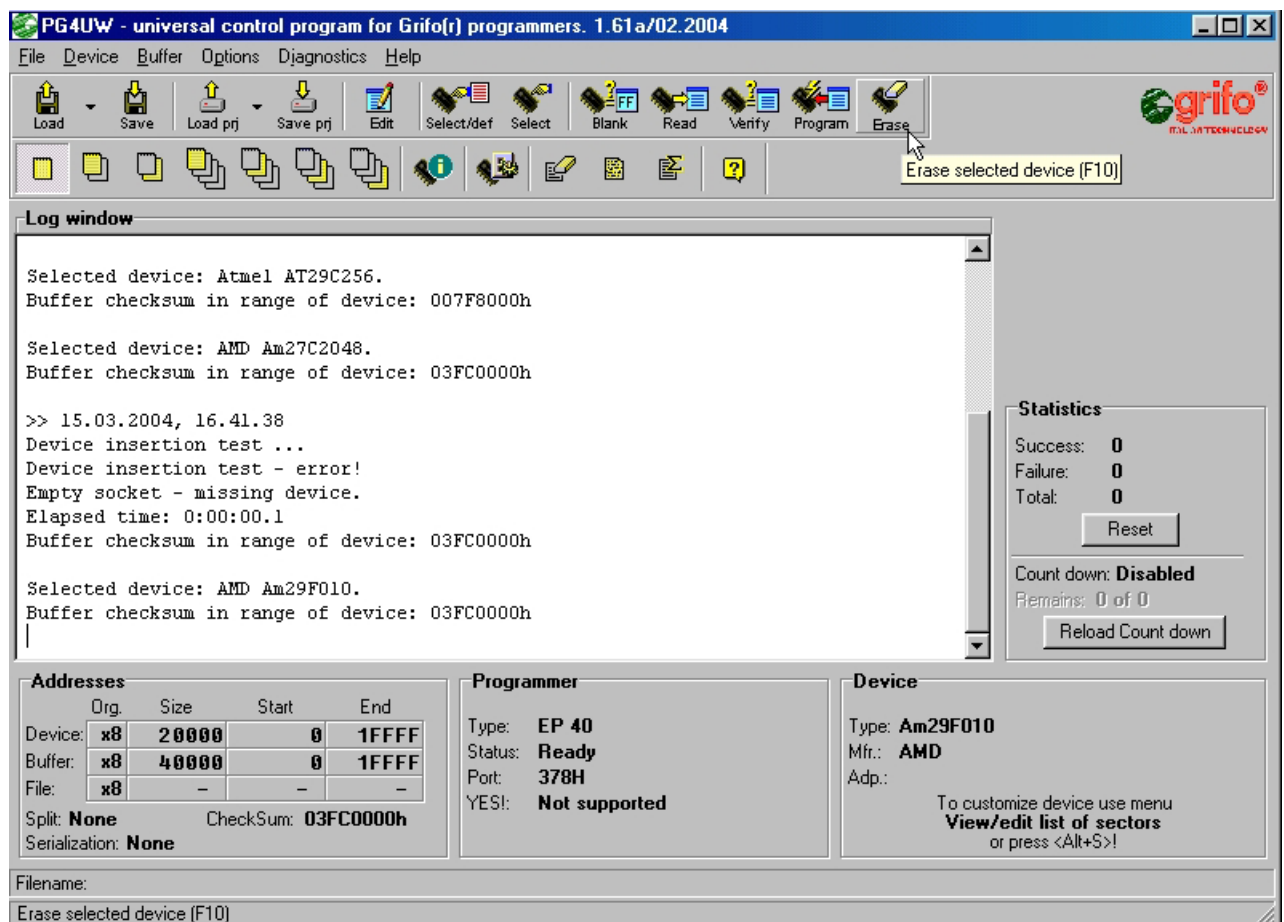 PG4UW - universal control program for Grifo(r) programmers. 1.61a/02.2004
File Device Buffer Options Djagnostics Help
Load Save Load prj Save prj Edit Select/def Select Blank Read Verify Program Erase
grifo®
ITALIAN TECHNOLOGY
Erase selected device (F10)
Log window
Selected device: Atmel AT29C256.
Buffer checksum in range of device: 007F8000h
Selected device: AMD Am27C2048.
Buffer checksum in range of device: 03FC0000h
>> 15.03.2004, 16.41.38
Device insertion test ...
Device insertion test - error!
Empty socket - missing device.
Elapsed time: 0:00:00.1
Buffer checksum in range of device: 03FC0000h
Selected device: AMD Am29F010.
Buffer checksum in range of device: 03FC0000h
Statistics
Success: 0
Failure: 0
Total: 0
Reset
Count down: Disabled
Remains: 0 of 0
Reload Count down
Addresses
Org. Size Start End
Device: x8 20000 0 1FFFF
Buffer: x8 40000 0 1FFFF
File: x8 - - -
Split: None CheckSum: 03FC0000h
Serialization: None
Programmer
Type: EP 40
Status: Ready
Port: 378H
YES!: Not supported
Device
Type: Am29F010
Mfr.: AMD
Adp.:
To customize device use menu
View/edit list of sectors
or press <Alt+S>!
Filename:
Erase selected device (F10)